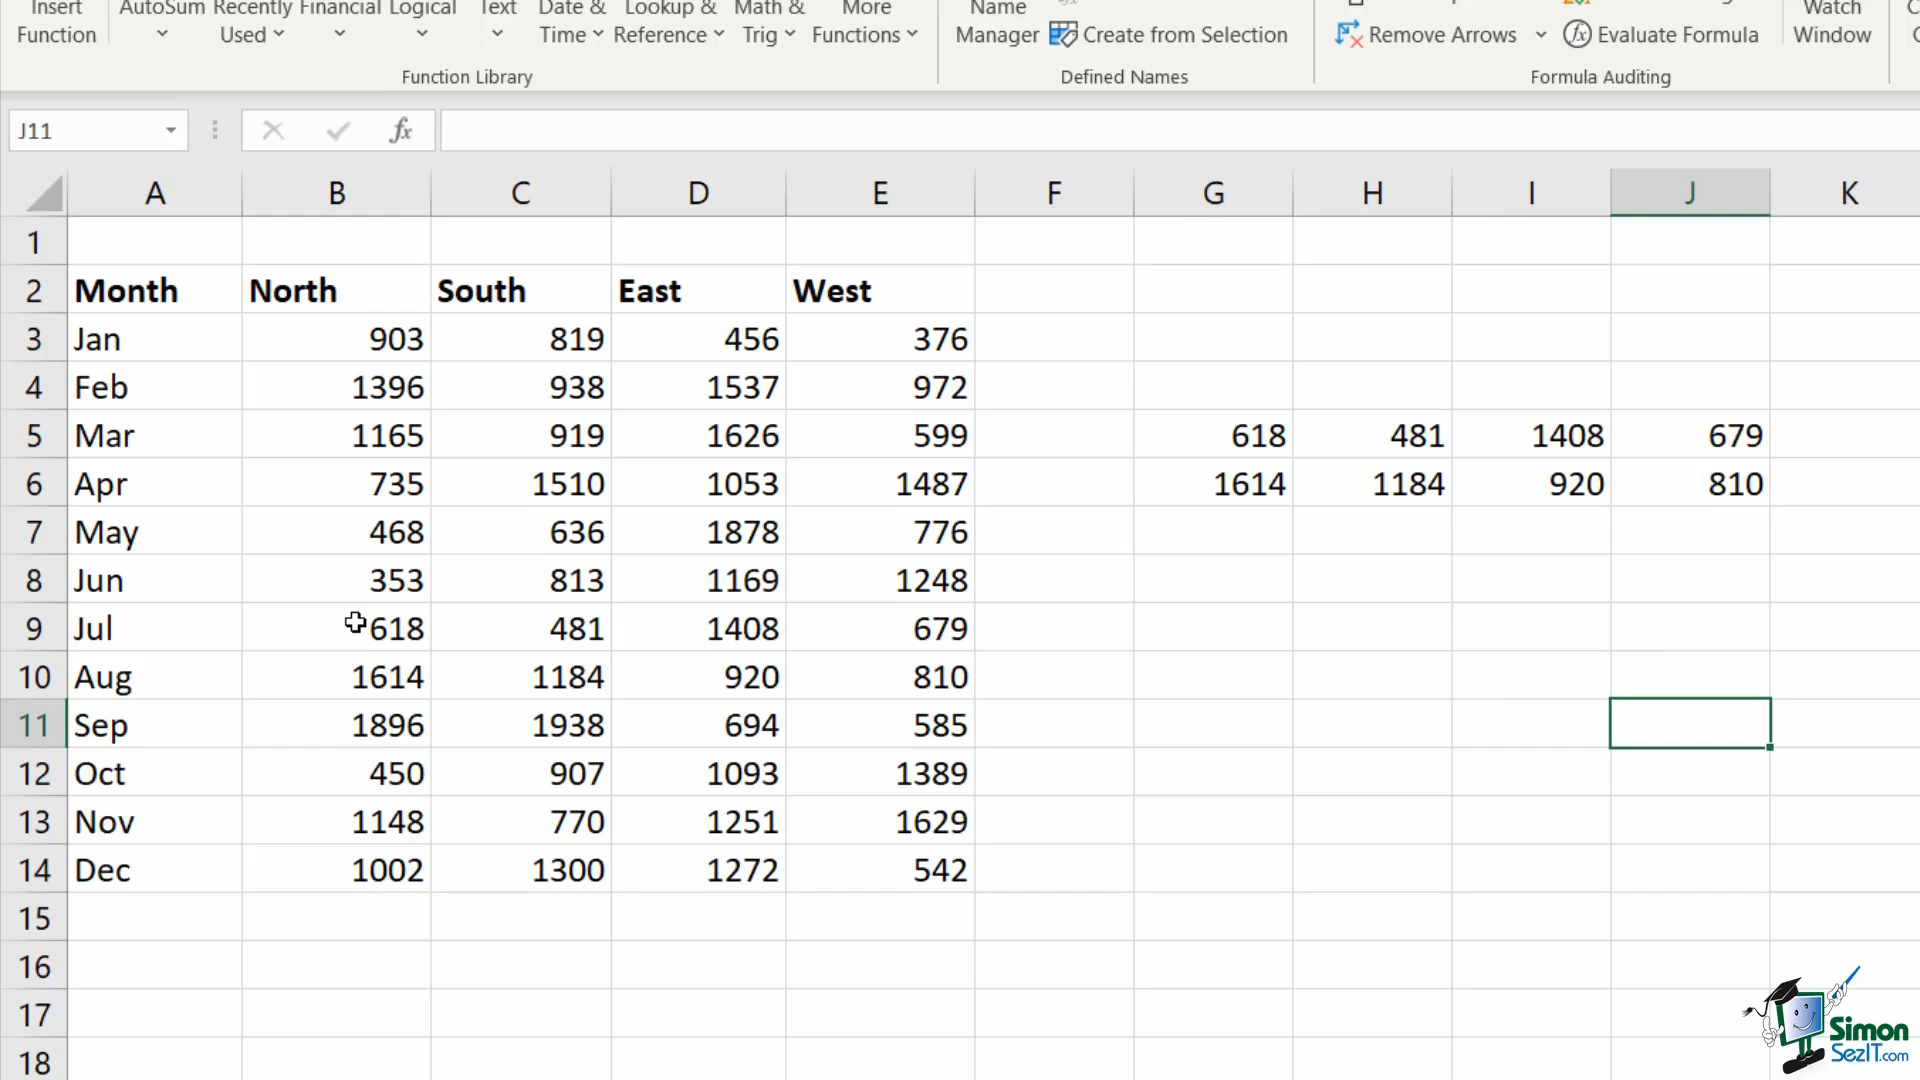 Insert AutoSum Recently Financial Logical Text Date & Lookup & Math & More Name Watch
Function Used Time Reference Trig Functions Manager Create from Selection Remove Arrows Evaluate Formula Window
Function Library Defined Names Formula Auditing
J11 fx
A B C D E F G H I J K
1
2 Month North South East West
3 Jan 903 819 456 376
4 Feb 1396 938 1537 972
5 Mar 1165 919 1626 599 618 481 1408 679
6 Apr 735 1510 1053 1487 1614 1184 920 810
7 May 468 636 1878 776
8 Jun 353 813 1169 1248
9 Jul 618 481 1408 679
10 Aug 1614 1184 920 810
11 Sep 1896 1938 694 585
12 Oct 450 907 1093 1389
13 Nov 1148 770 1251 1629
14 Dec 1002 1300 1272 542
15
16
17
18
Simon
SezIT.com